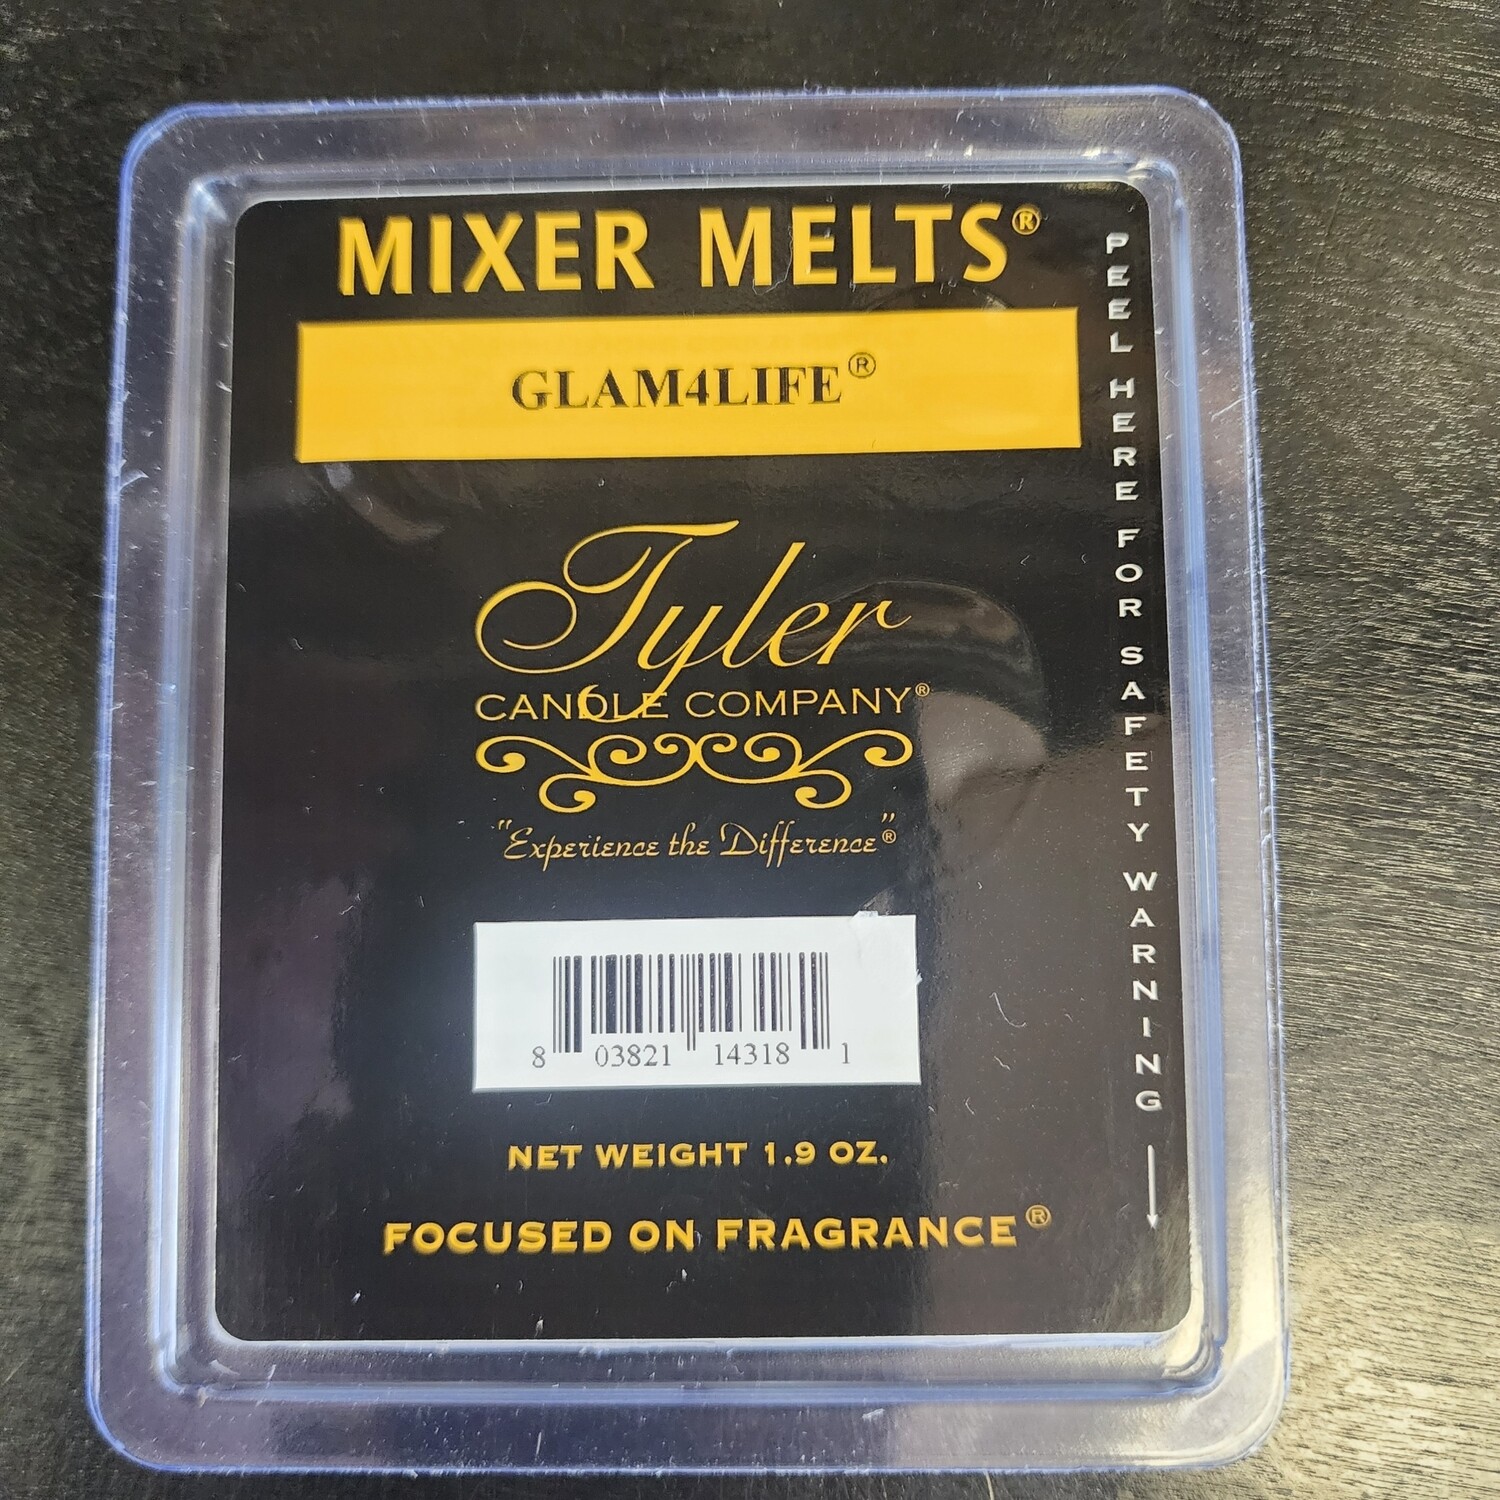 MIXER MELTS®
GLAM4LIFE®
Tyler
CANDLE COMPANY®
"Experience the Difference"®
8 03821 14318 1
NET WEIGHT 1.9 OZ.
FOCUSED ON FRAGRANCE®
PEEL HERE FOR SAFETY WARNING